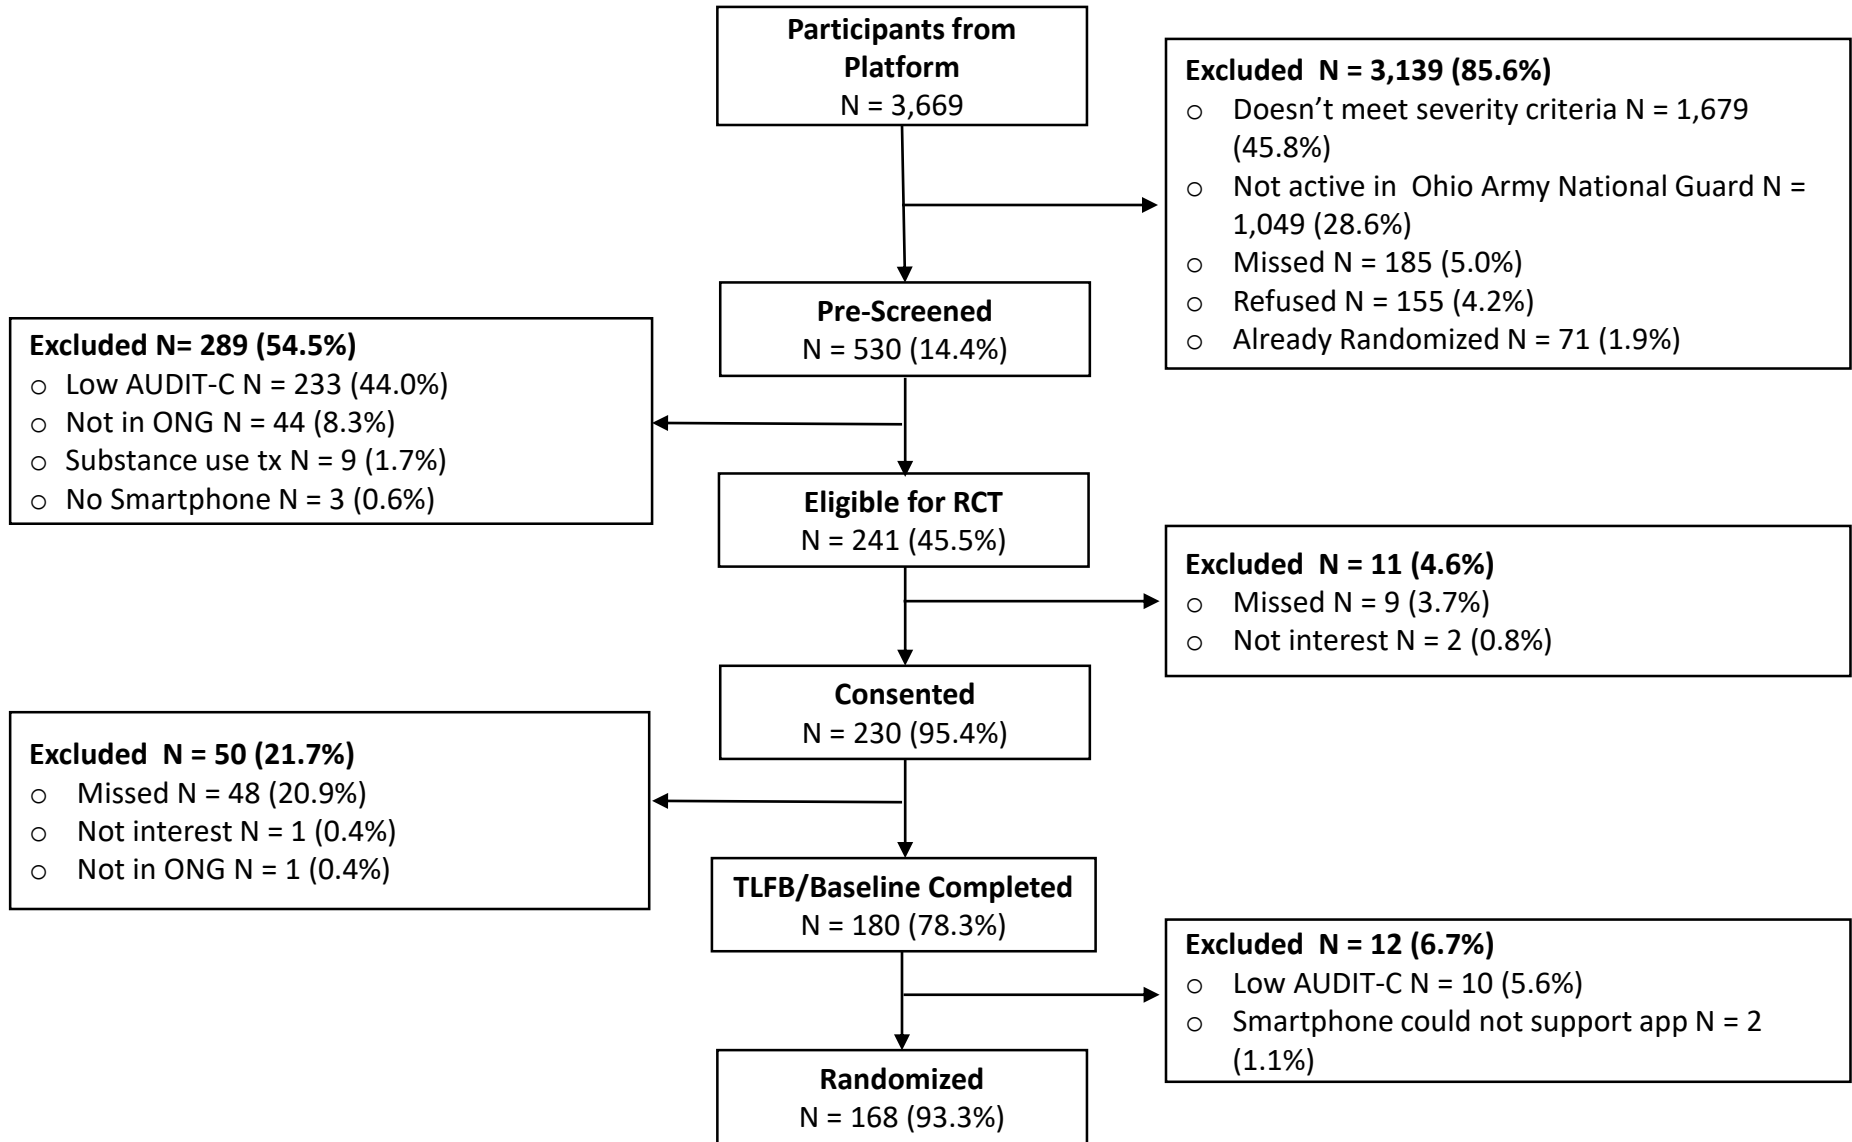 Participants from
Platform
N = 3,669
Excluded N = 3,139 (85.6%)
o Doesn’t meet severity criteria N = 1,679
(45.8%)
o Not active in Ohio Army National Guard N =
1,049 (28.6%)
o Missed N = 185 (5.0%)
o Refused N = 155 (4.2%)
o Already Randomized N = 71 (1.9%)
Pre-Screened
N = 530 (14.4%)
Excluded N= 289 (54.5%)
o Low AUDIT-C N = 233 (44.0%)
o Not in ONG N = 44 (8.3%)
o Substance use tx N = 9 (1.7%)
o No Smartphone N = 3 (0.6%)
Eligible for RCT
N = 241 (45.5%)
Excluded N = 11 (4.6%)
o Missed N = 9 (3.7%)
o Not interest N = 2 (0.8%)
Consented
N = 230 (95.4%)
Excluded N = 50 (21.7%)
o Missed N = 48 (20.9%)
o Not interest N = 1 (0.4%)
o Not in ONG N = 1 (0.4%)
TLFB/Baseline Completed
N = 180 (78.3%)
Excluded N = 12 (6.7%)
o Low AUDIT-C N = 10 (5.6%)
o Smartphone could not support app N = 2
(1.1%)
Randomized
N = 168 (93.3%)